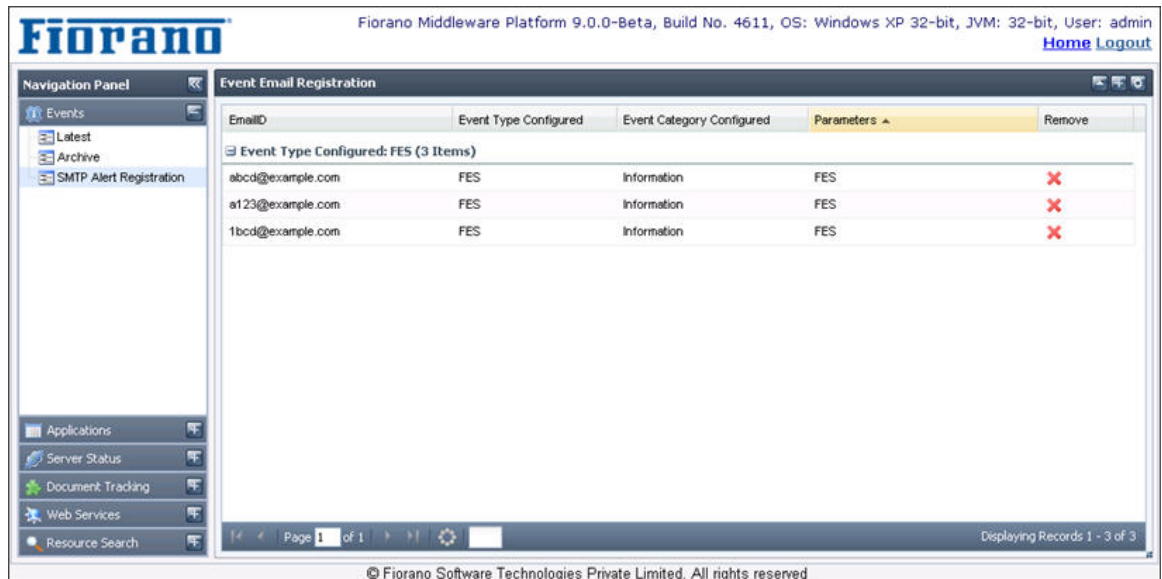 Fiorano
Fiorano Middleware Platform 9.0.0-Beta, Build No. 4611, OS: Windows XP 32-bit, JVM: 32-bit, User: admin
Home Logout
Navigation Panel
Events
Latest
Archive
SMTP Alert Registration
Applications
Server Status
Document Tracking
Web Services
Resource Search
Event Email Registration
EmailID Event Type Configured Event Category Configured Parameters Remove
Event Type Configured: FES (3 Items)
abcd@example.com FES Information FES
a123@example.com FES Information FES
1bcd@example.com FES Information FES
Page 1 of 1 Displaying Records 1 - 3 of 3
© Fiorano Software Technologies Private Limited. All rights reserved